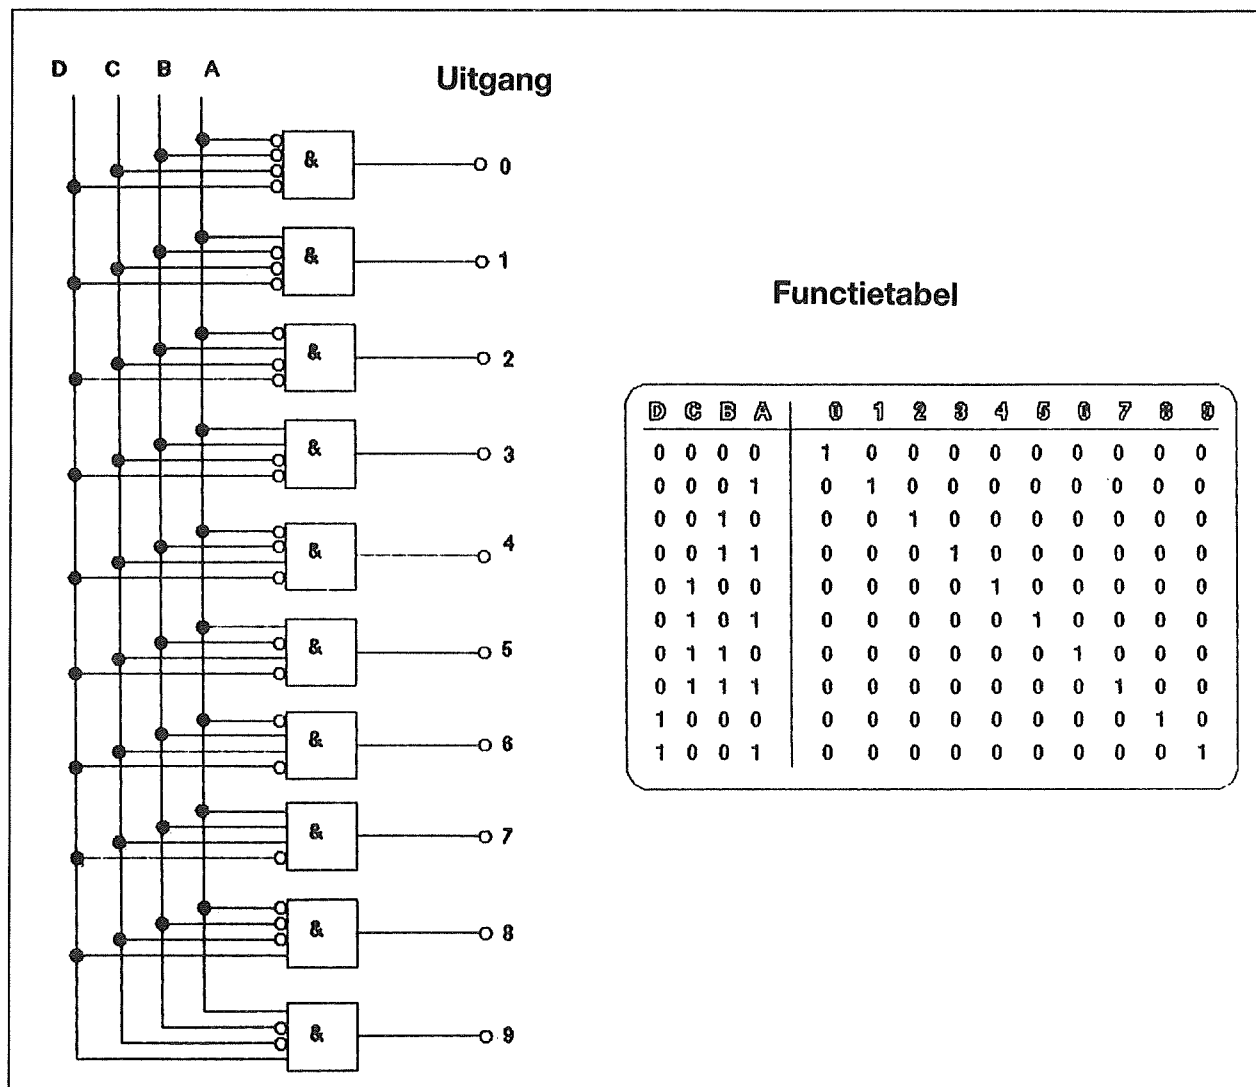 D C B A
Uitgang
& 0
& 1
& 2
& 3
& 4
& 5
& 6
& 7
& 8
& 9
Functietabel
D C B A 0 1 2 3 4 5 6 7 8 9
0 0 0 0 1 0 0 0 0 0 0 0 0 0
0 0 0 1 0 1 0 0 0 0 0 0 0 0
0 0 1 0 0 0 1 0 0 0 0 0 0 0
0 0 1 1 0 0 0 1 0 0 0 0 0 0
0 1 0 0 0 0 0 0 1 0 0 0 0 0
0 1 0 1 0 0 0 0 0 1 0 0 0 0
0 1 1 0 0 0 0 0 0 0 1 0 0 0
0 1 1 1 0 0 0 0 0 0 0 1 0 0
1 0 0 0 0 0 0 0 0 0 0 0 1 0
1 0 0 1 0 0 0 0 0 0 0 0 0 1